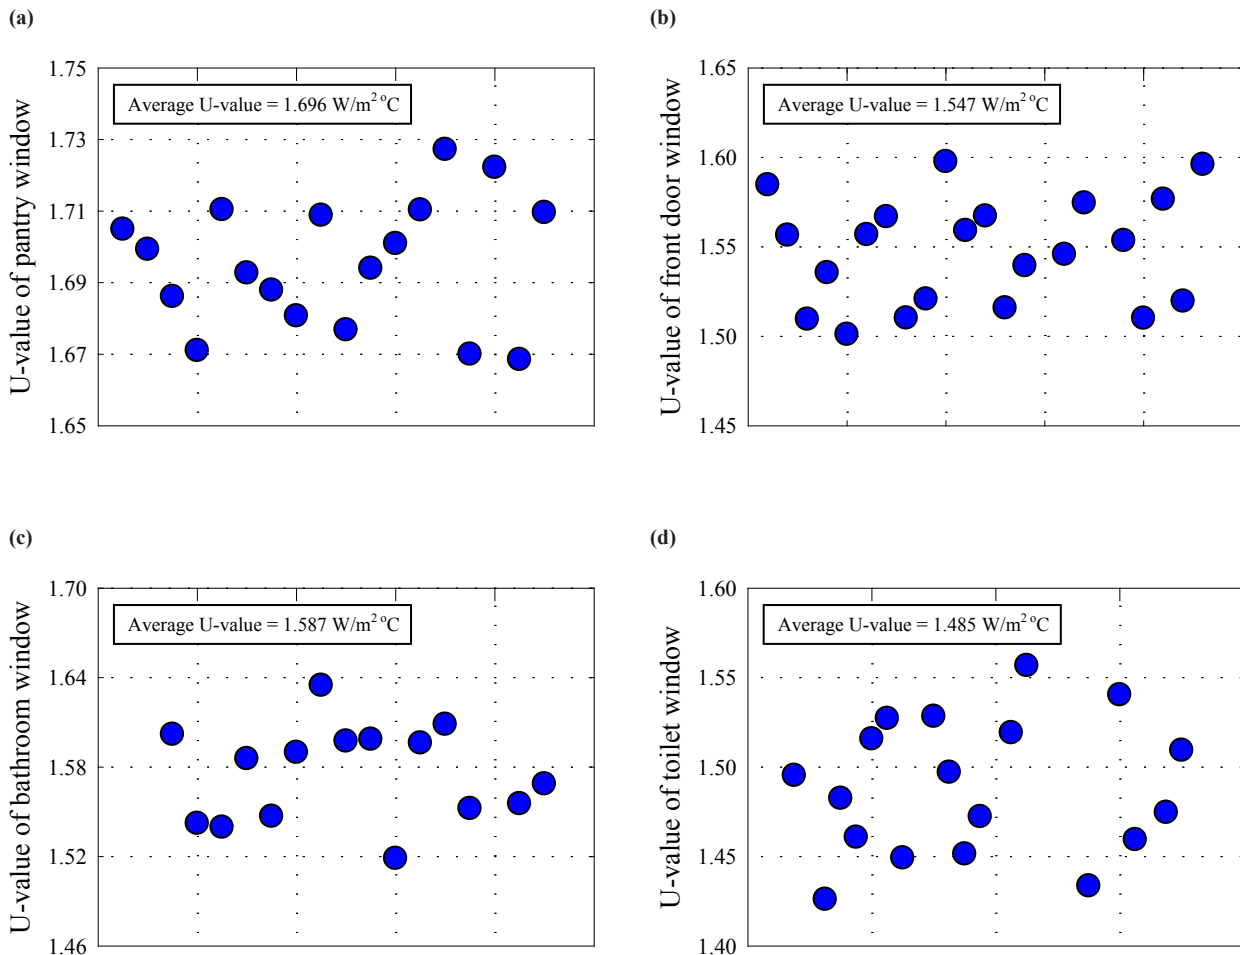 (a)
U-value of pantry window
1.75
1.73
1.71
1.69
1.67
1.65
Average U-value = 1.696 W/m² °C
(b)
U-value of front door window
1.65
1.60
1.55
1.50
1.45
Average U-value = 1.547 W/m² °C
(c)
U-value of bathroom window
1.70
1.64
1.58
1.52
1.46
Average U-value = 1.587 W/m² °C
(d)
U-value of toilet window
1.60
1.55
1.50
1.45
1.40
Average U-value = 1.485 W/m² °C